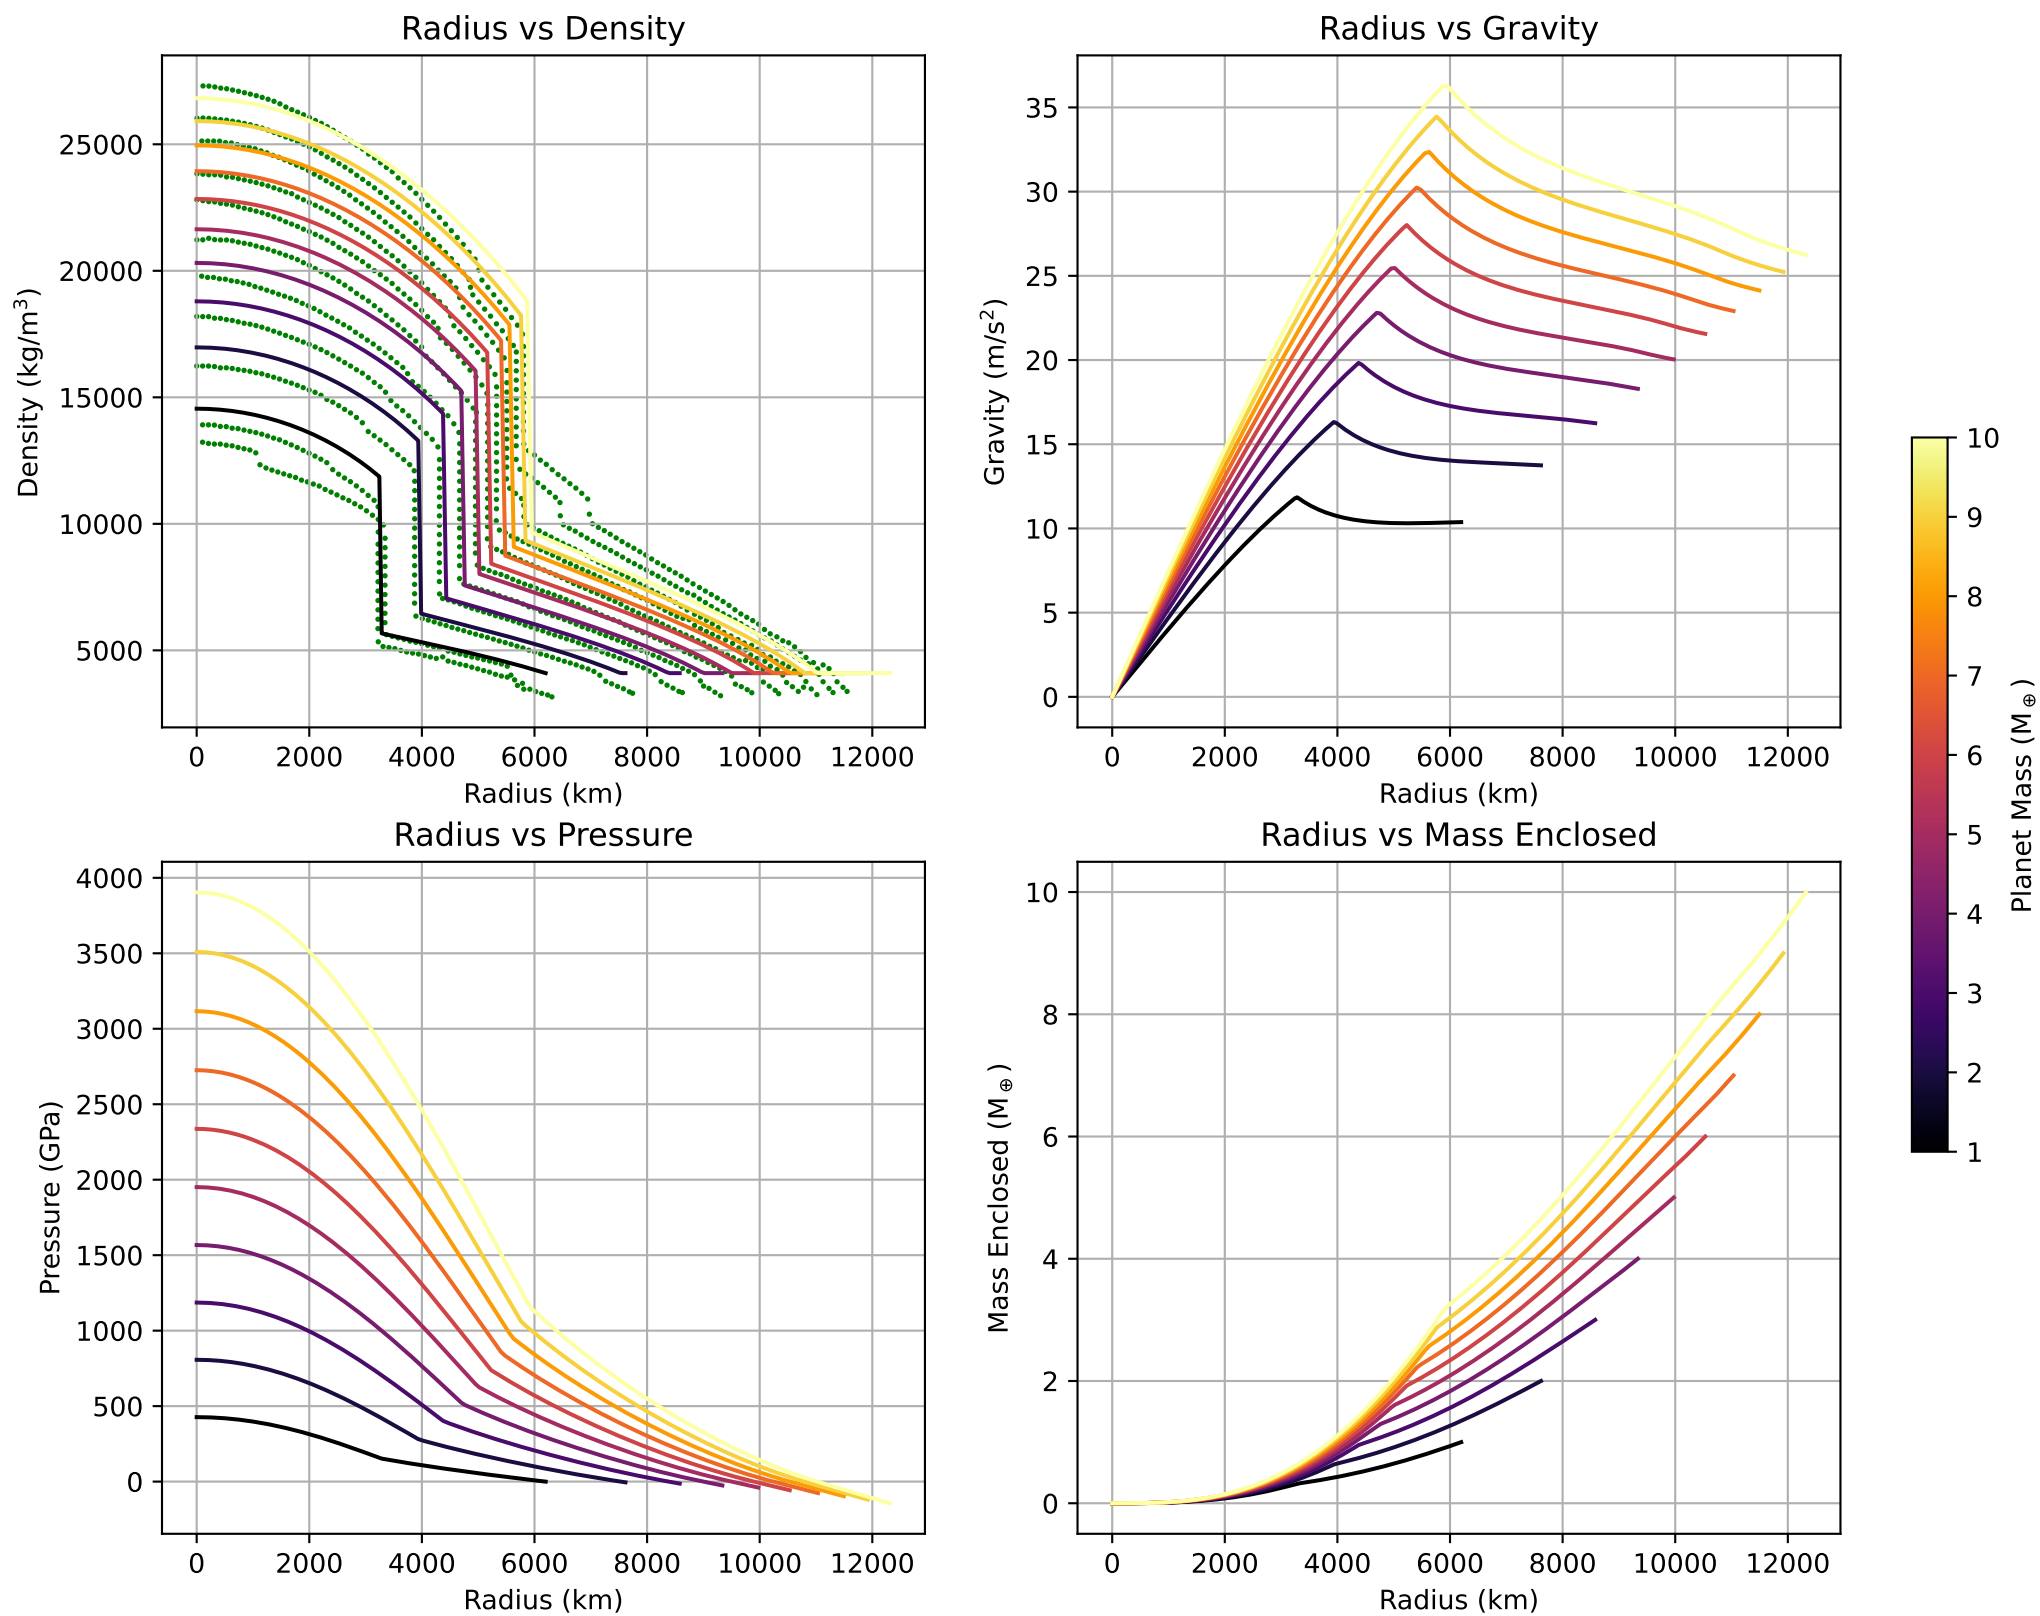 Radius vs Density
Density (kg/m³)
25000
20000
15000
10000
5000
0 2000 4000 6000 8000 10000 12000
Radius (km)
Radius vs Gravity
Gravity (m/s²)
35
30
25
20
15
10
5
0
0 2000 4000 6000 8000 10000 12000
Radius (km)
Radius vs Pressure
Pressure (GPa)
4000
3500
3000
2500
2000
1500
1000
500
0
0 2000 4000 6000 8000 10000 12000
Radius (km)
Radius vs Mass Enclosed
Mass Enclosed (M⊕)
10
8
6
4
2
0
0 2000 4000 6000 8000 10000 12000
Radius (km)
10
9
8
7
6
5
4
3
2
1
Planet Mass (M⊕)